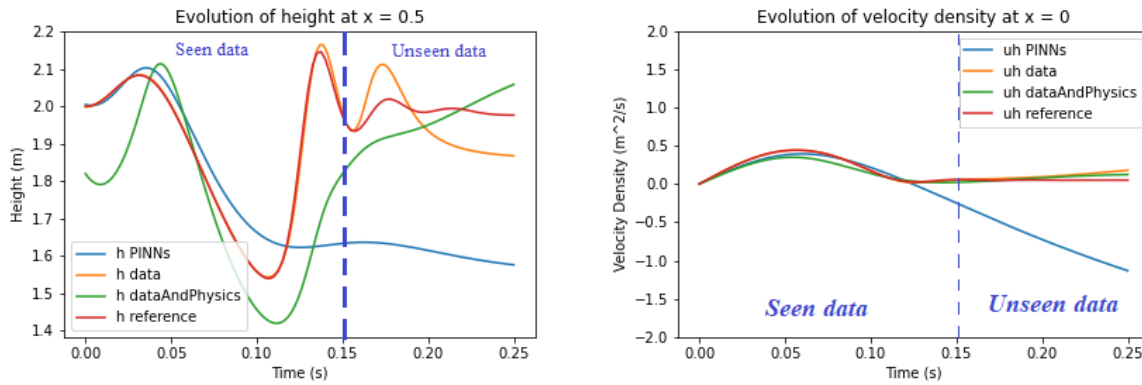 Evolution of height at x = 0.5
2.2
2.1
2.0
1.9
1.8
1.7
1.6
1.5
1.4
Height (m)
Seen data
Unseen data
h PINNs
h data
h dataAndPhysics
h reference
0.00 0.05 0.10 0.15 0.20 0.25
Time (s)
Evolution of velocity density at x = 0
2.0
1.5
1.0
0.5
0.0
−0.5
−1.0
−1.5
−2.0
Velocity Density (m^2/s)
uh PINNs
uh data
uh dataAndPhysics
uh reference
Seen data
Unseen data
0.00 0.05 0.10 0.15 0.20 0.25
Time (s)